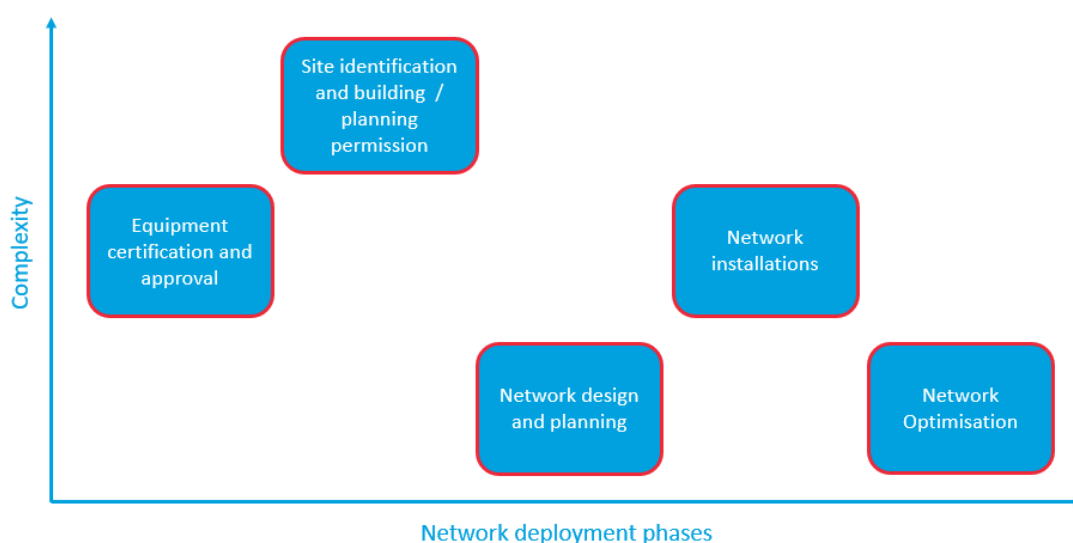 Complexity
Site identification
and building  /
planning
permission
Equipment
certification and
approval
Network
installations
Network design
and planning
Network
Optimisation
Network deployment phases